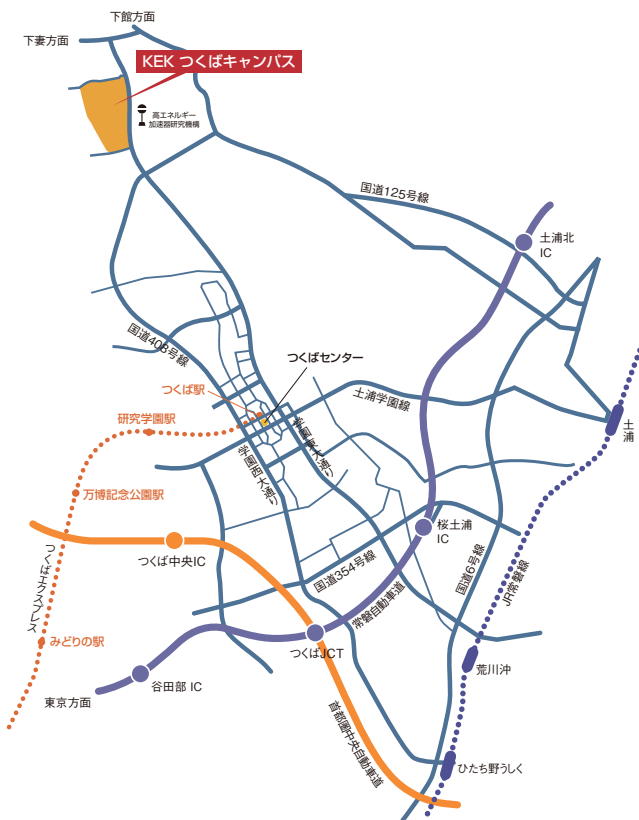 下館方面
下妻方面
KEK つくばキャンパス
高エネルギー
加速器研究機構
国道125号線
土浦北
IC
国道408号線
つくばセンター
つくば駅
土浦学園線
研究学園駅
学園東大通り
学園西大通り
土浦
万博記念公園駅
つくばエクスプレス
つくば中央IC
桜土浦
IC
国道354号線
国道6号線
JR常磐線
常磐自動車道
みどりの駅
つくばJCT
荒川沖
谷田部 IC
東京方面
首都圏中央自動車道
ひたち野うしく